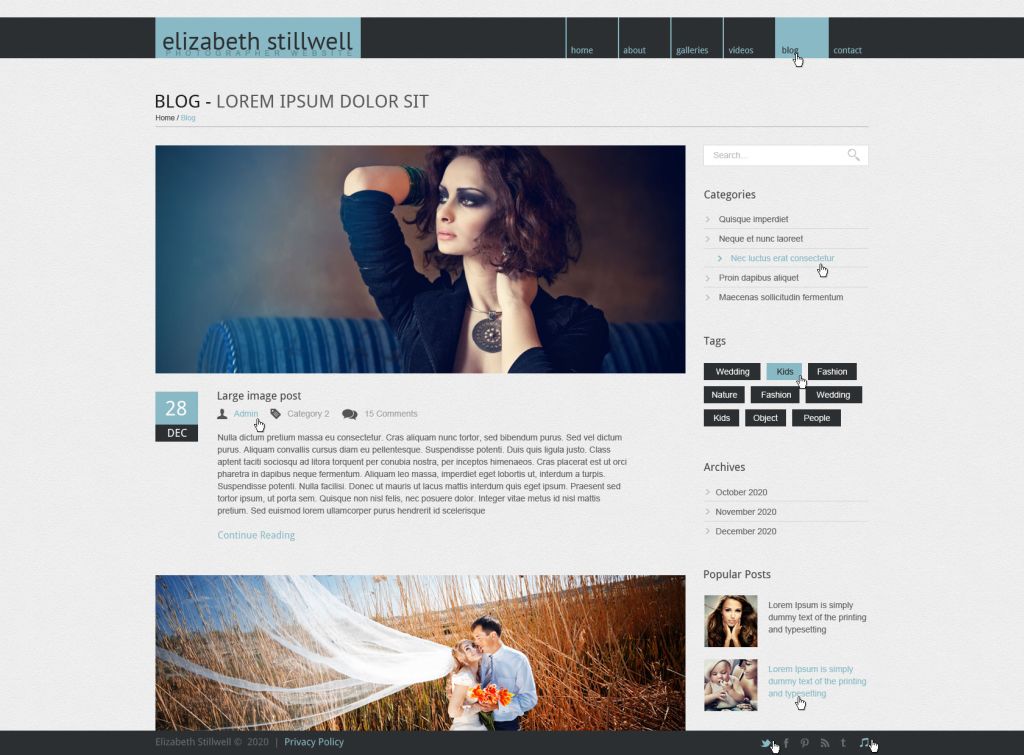 elizabeth stillwell
PHOTOGRAPHER WEBSITE
home
about
galleries
videos
blog
contact
BLOG - LOREM IPSUM DOLOR SIT
Home / Blog
Search...
Categories
Quisque imperdiet
Neque et nunc laoreet
Nec luctus erat consectetur
Proin dapibus aliquet
Maecenas sollicitudin fermentum
Tags
Wedding
Kids
Fashion
Nature
Fashion
Wedding
Kids
Object
People
28
DEC
Large image post
Admin
Category 2
15 Comments
Nulla dictum pretium massa eu consectetur. Cras aliquam nunc tortor, sed bibendum purus. Sed vel dictum
purus. Aliquam convallis cursus diam eu pellentesque. Suspendisse potenti. Duis quis ligula justo. Class
aptent taciti sociosqu ad litora torquent per conubia nostra, per inceptos himenaeos. Cras placerat est ut orci
pharetra in dapibus neque fermentum. Aliquam leo massa, imperdiet eget lobortis ut, interdum a turpis.
Suspendisse potenti. Nulla facilisi. Donec ut mauris ut lacus mattis interdum quis eget ipsum. Praesent sed
tortor ipsum, ut porta sem. Quisque non nisl felis, nec posuere dolor. Integer vitae metus id nisl mattis
pretium. Sed euismod lorem ullamcorper purus hendrerit id scelerisque
Continue Reading
Archives
October 2020
November 2020
December 2020
Popular Posts
Lorem Ipsum is simply
dummy text of the printing
and typesetting
Lorem Ipsum is simply
dummy text of the printing
and typesetting
Elizabeth Stillwell © 2020 | Privacy Policy